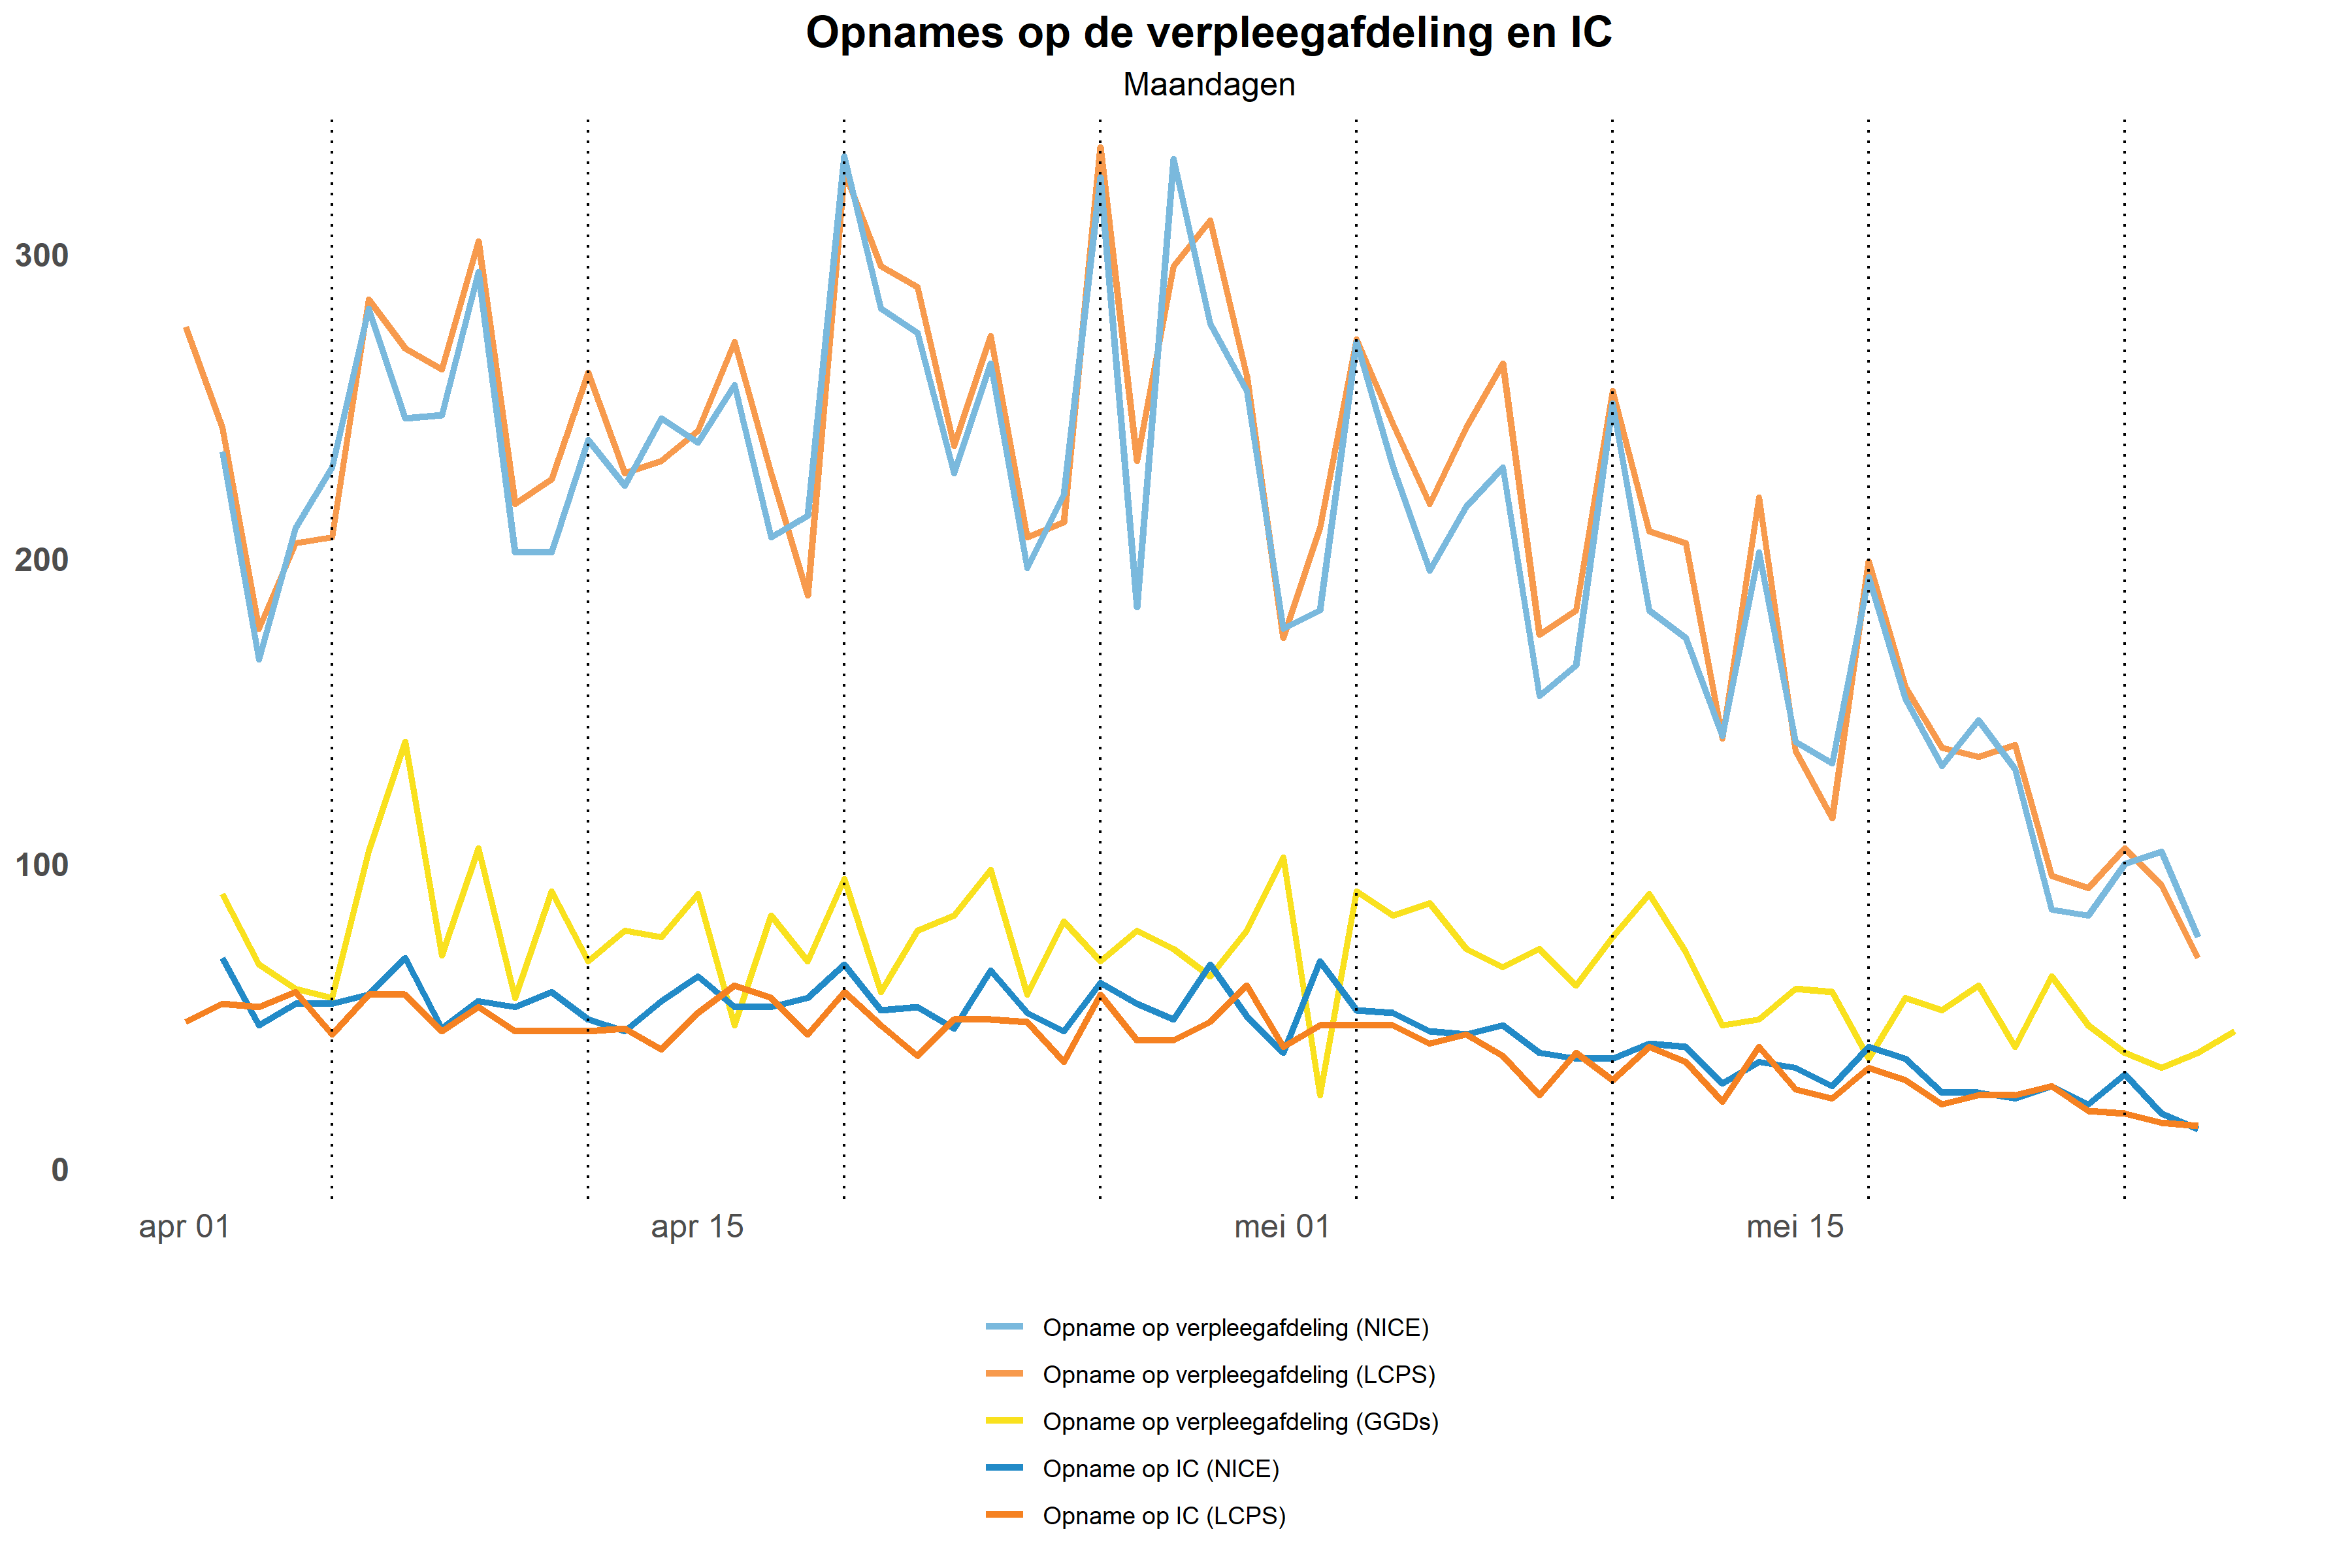 Opnames op de verpleegafdeling en IC
Maandagen
300
200
100
0
apr 01 apr 15 mei 01 mei 15
Opname op verpleegafdeling (NICE)
Opname op verpleegafdeling (LCPS)
Opname op verpleegafdeling (GGDs)
Opname op IC (NICE)
Opname op IC (LCPS)